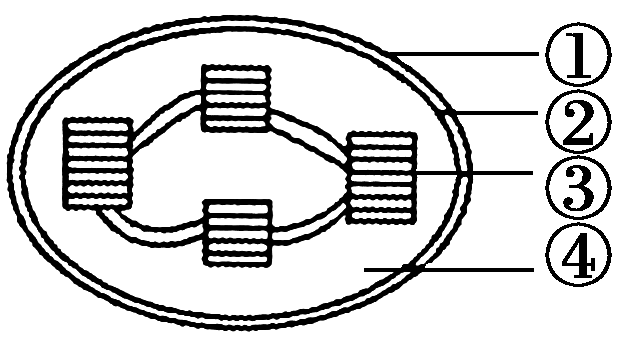 ①
②
③
④